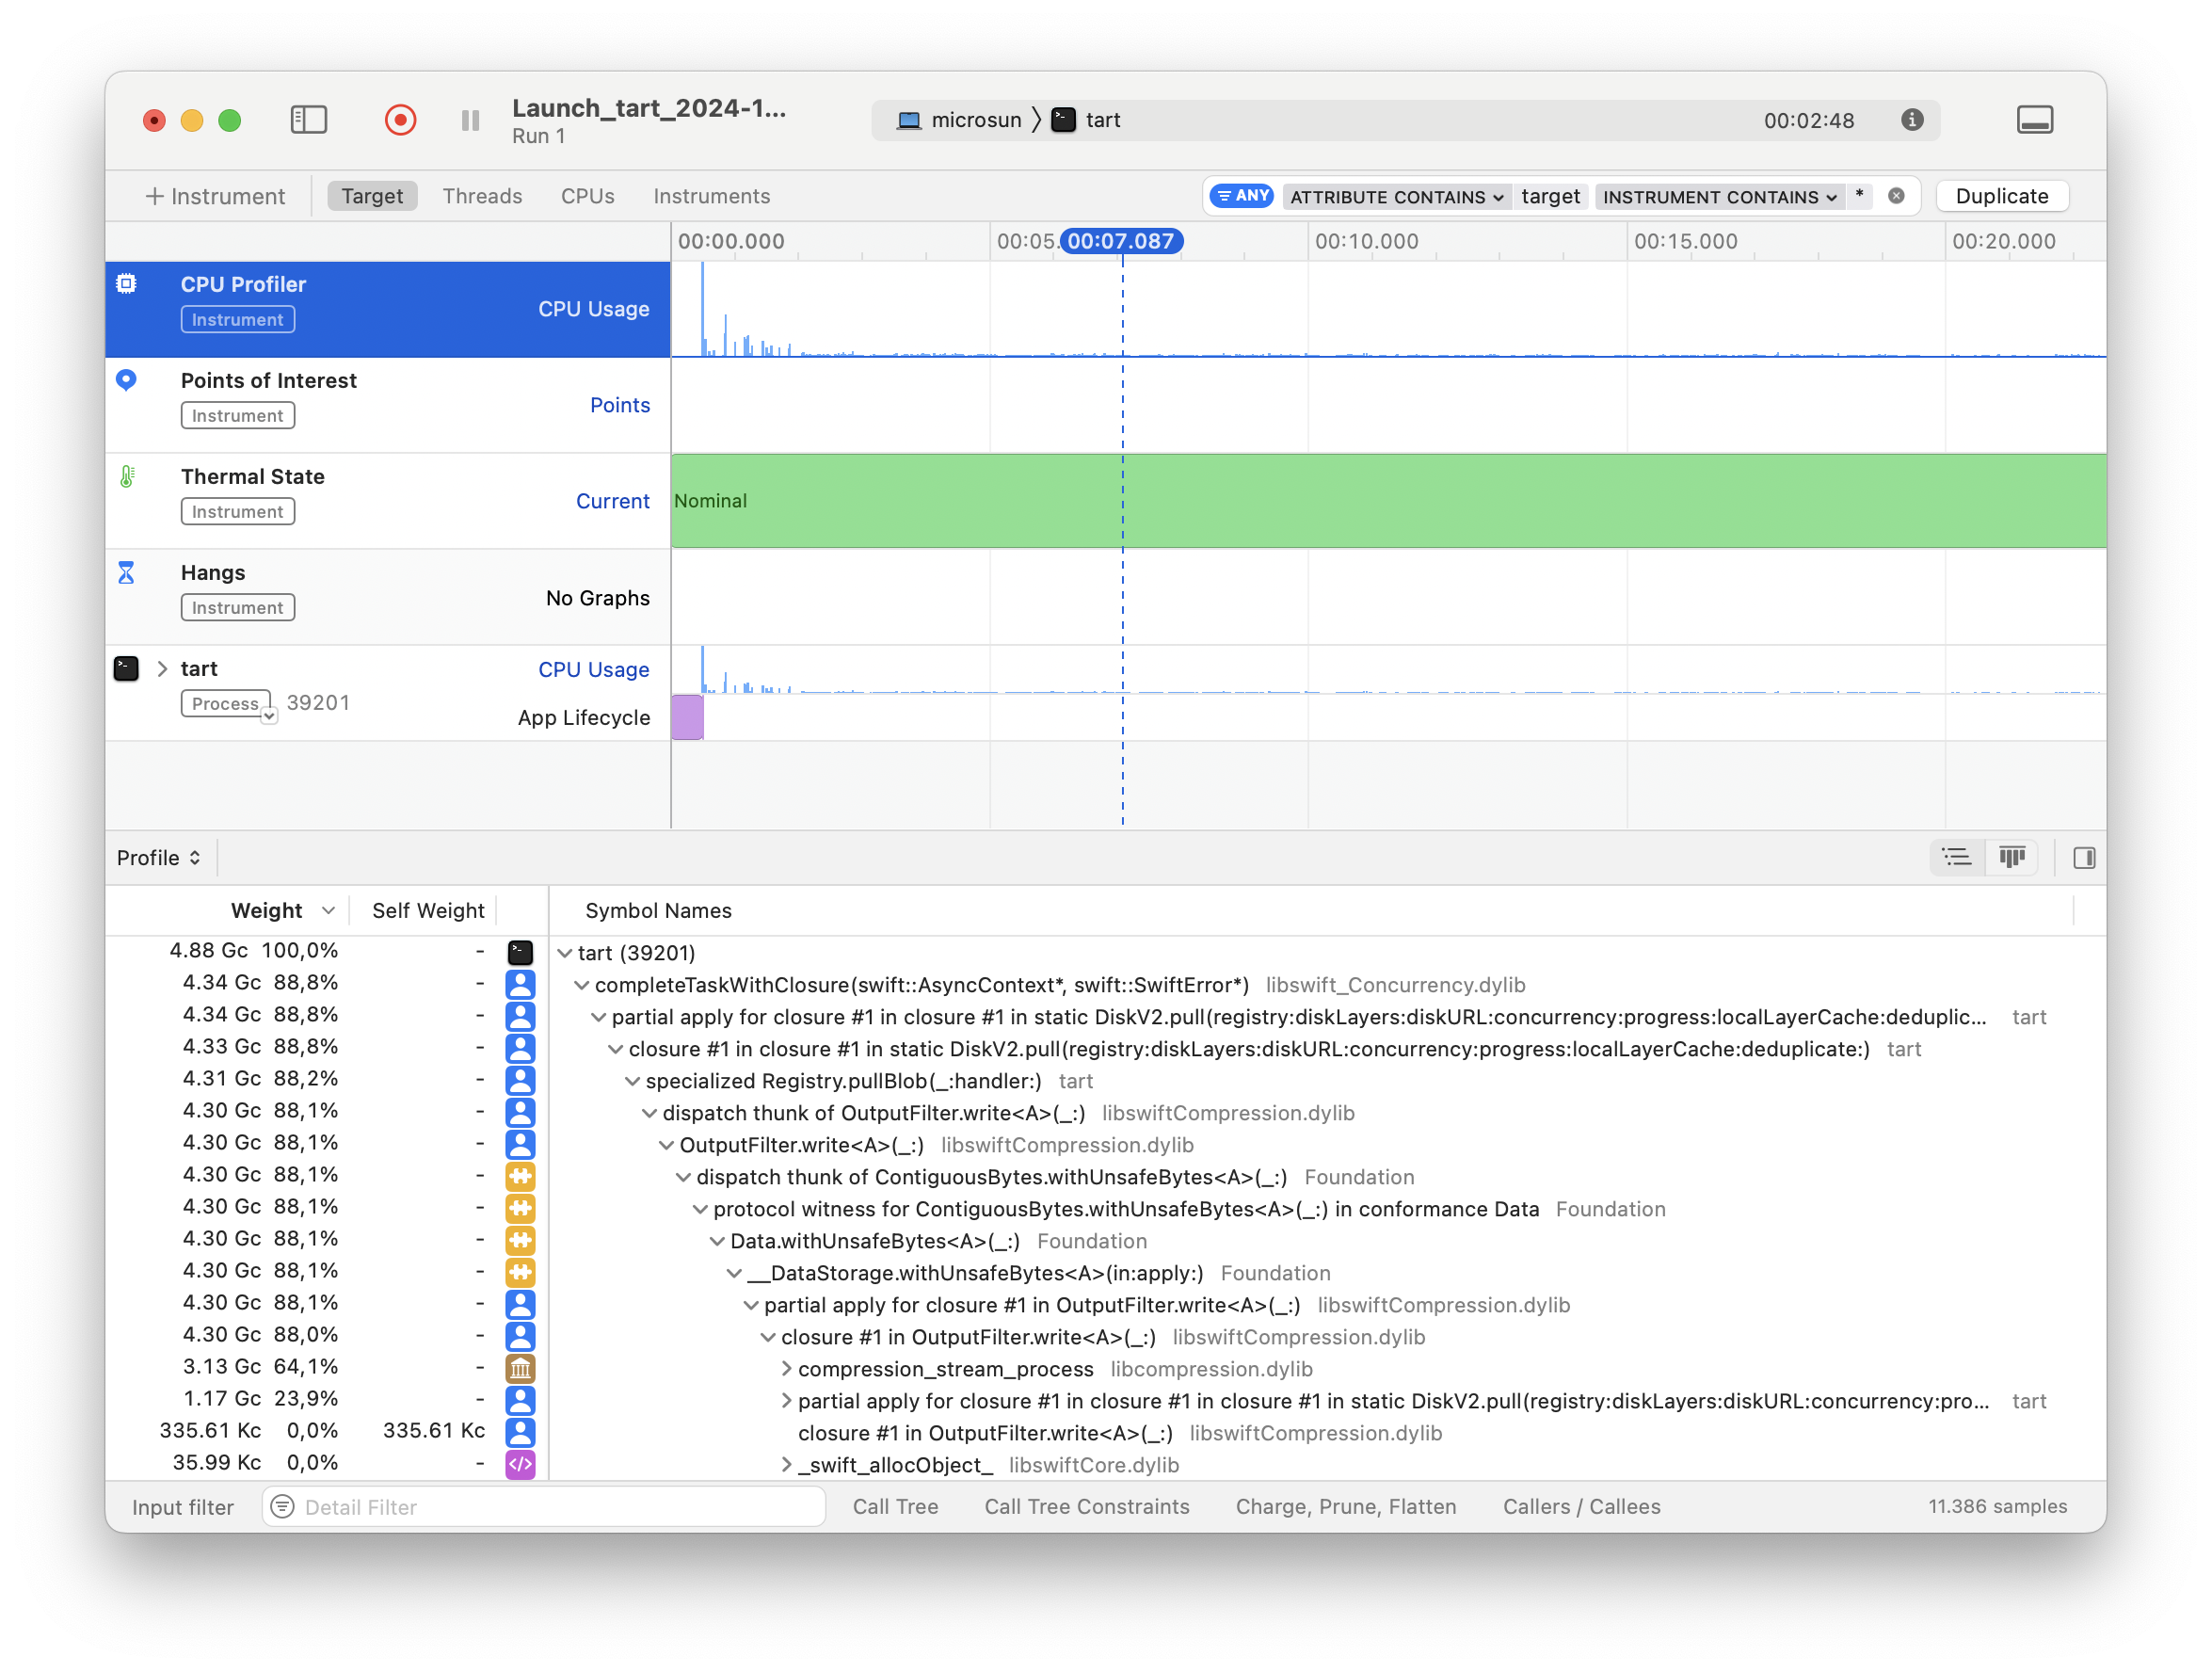 Launch_tart_2024-1...
Run 1
microsun
tart
00:02:48
Instrument
Target
Threads
CPUs
Instruments
ANY
ATTRIBUTE CONTAINS
target
INSTRUMENT CONTAINS
*
Duplicate
00:00.000
00:05.
00:07.087
00:10.000
00:15.000
00:20.000
CPU Profiler
Instrument
CPU Usage
Points of Interest
Instrument
Points
Thermal State
Instrument
Current
Nominal
Hangs
Instrument
No Graphs
tart
CPU Usage
Process
39201
App Lifecycle
Profile
Weight
Self Weight
Symbol Names
4.88 Gc 100,0% - tart (39201)
4.34 Gc 88,8% - completeTaskWithClosure(swift::AsyncContext*, swift::SwiftError*) libswift_Concurrency.dylib
4.34 Gc 88,8% - partial apply for closure #1 in closure #1 in static DiskV2.pull(registry:diskLayers:diskURL:concurrency:progress:localLayerCache:deduplic... tart
4.33 Gc 88,8% - closure #1 in closure #1 in static DiskV2.pull(registry:diskLayers:diskURL:concurrency:progress:localLayerCache:deduplicate:) tart
4.31 Gc 88,2% - specialized Registry.pullBlob(_:handler:) tart
4.30 Gc 88,1% - dispatch thunk of OutputFilter.write<A>(_:) libswiftCompression.dylib
4.30 Gc 88,1% - OutputFilter.write<A>(_:) libswiftCompression.dylib
4.30 Gc 88,1% - dispatch thunk of ContiguousBytes.withUnsafeBytes<A>(_:) Foundation
4.30 Gc 88,1% - protocol witness for ContiguousBytes.withUnsafeBytes<A>(_:) in conformance Data Foundation
4.30 Gc 88,1% - Data.withUnsafeBytes<A>(_:) Foundation
4.30 Gc 88,1% - __DataStorage.withUnsafeBytes<A>(in:apply:) Foundation
4.30 Gc 88,1% - partial apply for closure #1 in OutputFilter.write<A>(_:) libswiftCompression.dylib
4.30 Gc 88,0% - closure #1 in OutputFilter.write<A>(_:) libswiftCompression.dylib
3.13 Gc 64,1% - compression_stream_process libcompression.dylib
1.17 Gc 23,9% - partial apply for closure #1 in closure #1 in closure #1 in static DiskV2.pull(registry:diskLayers:diskURL:concurrency:pro... tart
335.61 Kc 0,0% 335.61 Kc closure #1 in OutputFilter.write<A>(_:) libswiftCompression.dylib
35.99 Kc 0,0% - _swift_allocObject_ libswiftCore.dylib
Input filter
Detail Filter
Call Tree
Call Tree Constraints
Charge, Prune, Flatten
Callers / Callees
11.386 samples